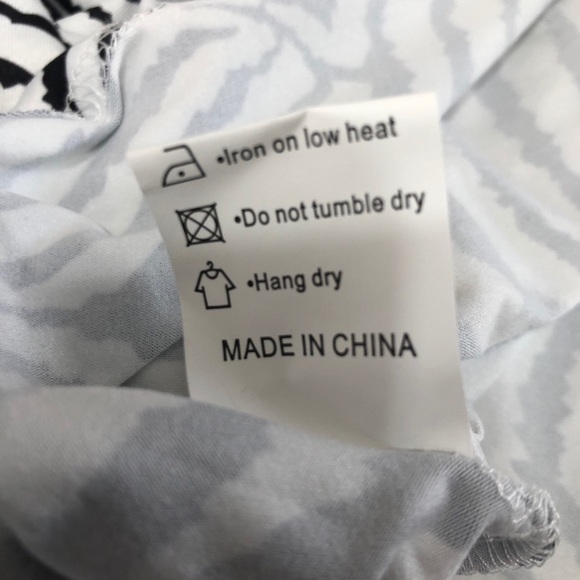 •Iron on low heat
•Do not tumble dry
•Hang dry
MADE IN CHINA